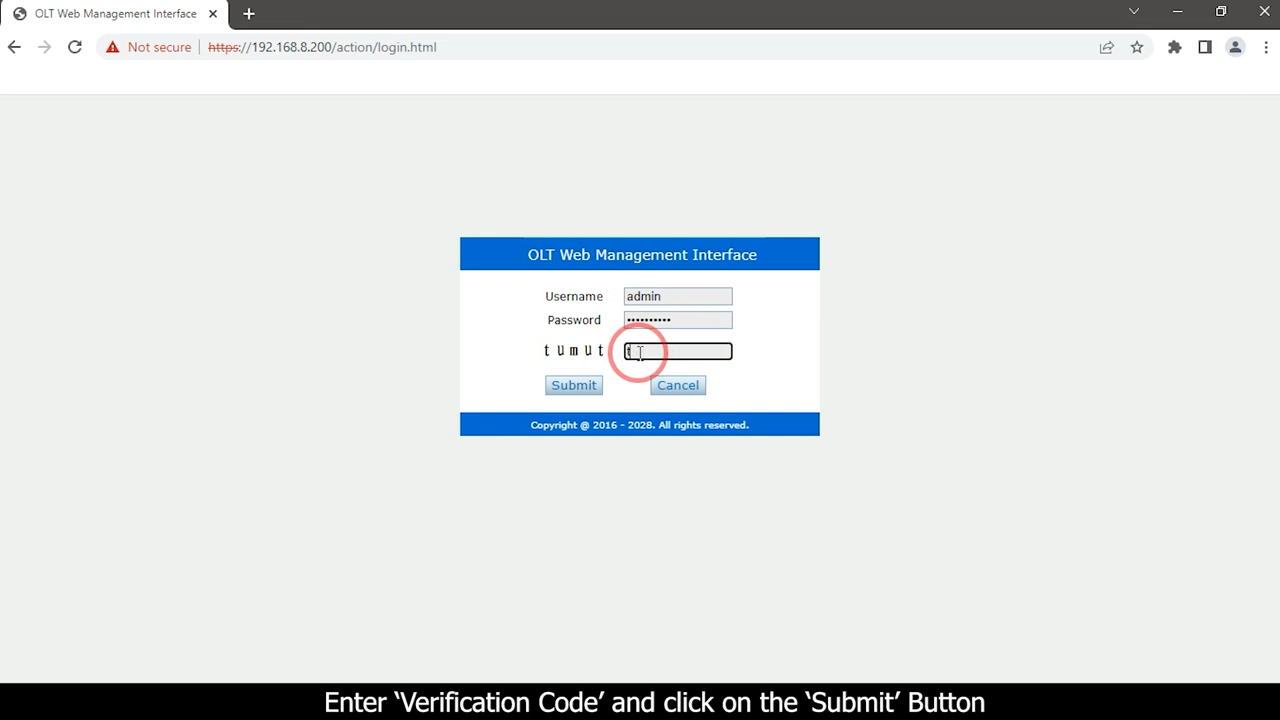 OLT Web Management Interface
Not secure https://192.168.8.200/action/login.html
OLT Web Management Interface
Username admin
Password ••••••••••
t U m U t t
Submit Cancel
Copyright @ 2016 - 2028. All rights reserved.
Enter ‘Verification Code’ and click on the ‘Submit’ Button